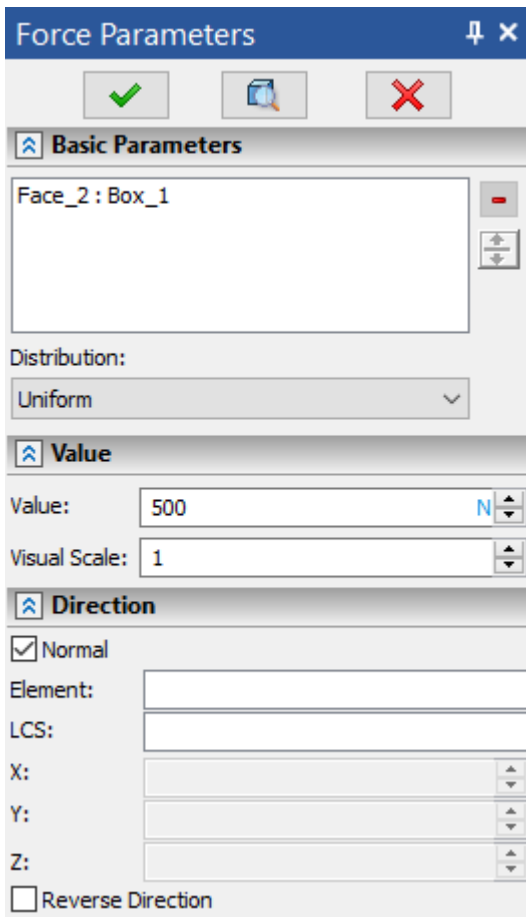 Force Parameters
Basic Parameters
Face_2 : Box_1
Distribution:
Uniform
Value
Value: 500 N
Visual Scale: 1
Direction
Normal
Element:
LCS:
X:
Y:
Z:
Reverse Direction